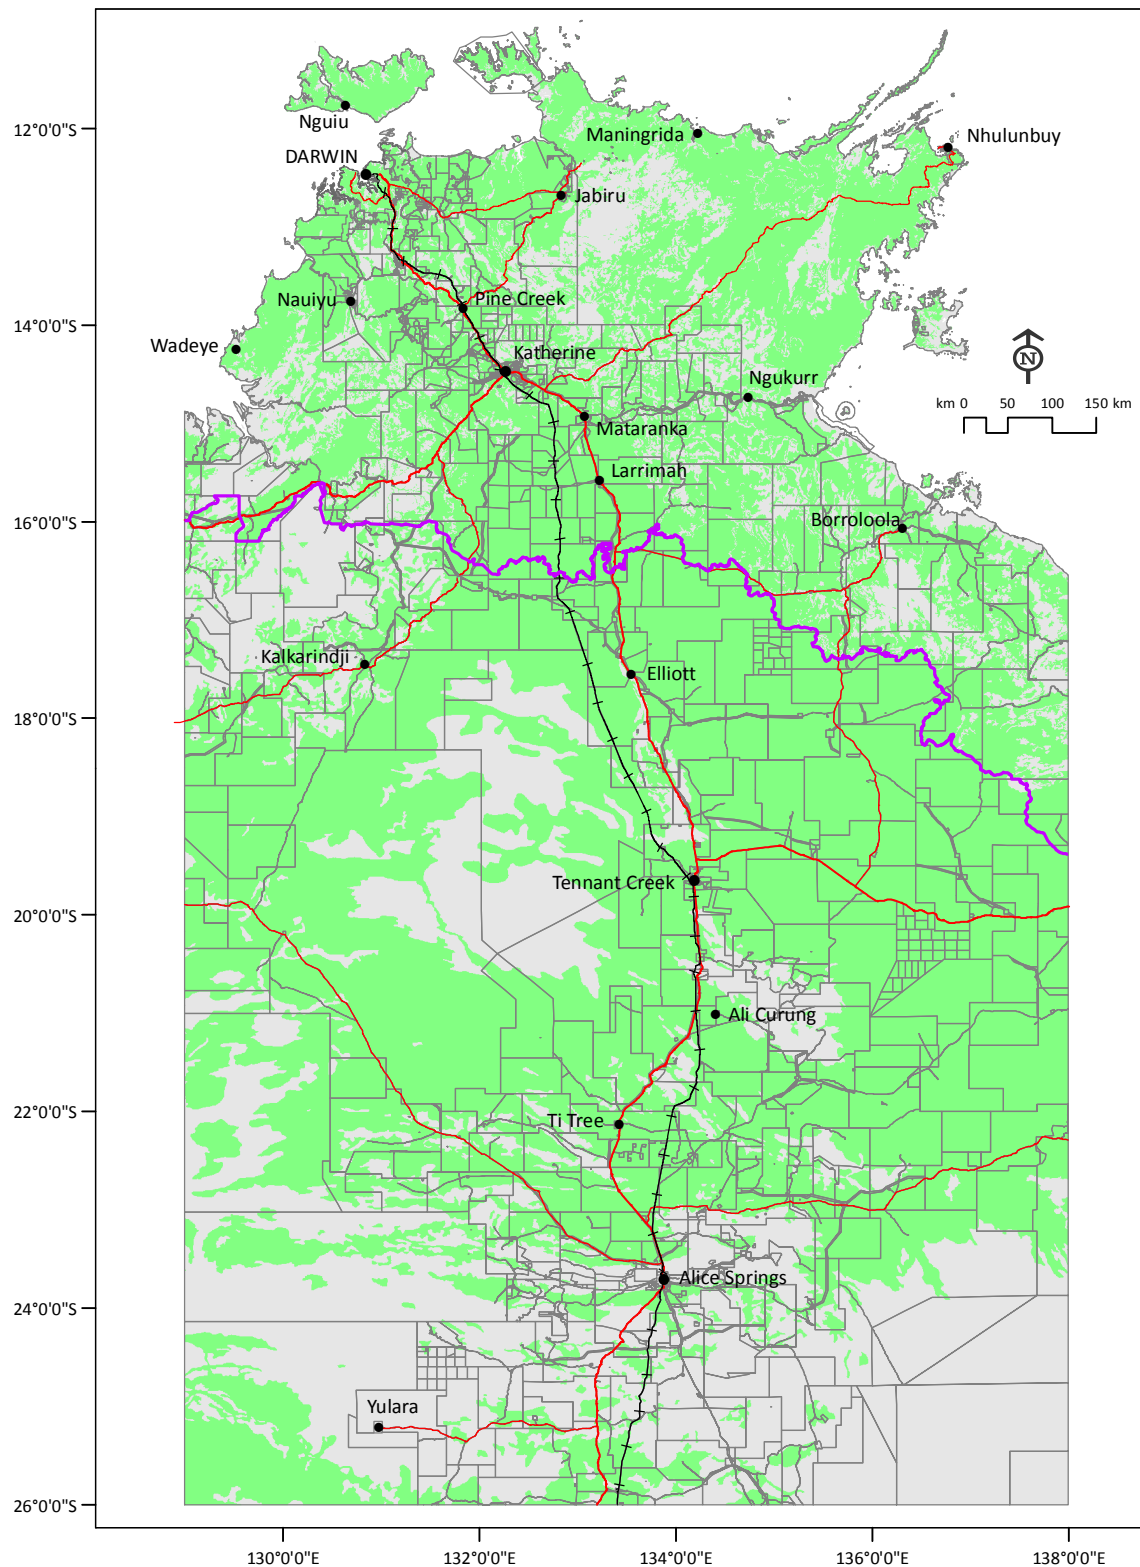 12°0'0"S
Nguiu
Maningrida
Nhulunbuy
DARWIN
Jabiru
Nauiyu
Pine Creek
14°0'0"S
Wadeye
Katherine
N
Ngukurr
km 0 50 100 150 km
Mataranka
Larrimah
16°0'0"S
Borroloola
Kalkarindji
Elliott
18°0'0"S
Tennant Creek
20°0'0"S
Ali Curung
22°0'0"S
Ti Tree
Alice Springs
24°0'0"S
Yulara
26°0'0"S
130°0'0"E 132°0'0"E 134°0'0"E 136°0'0"E 138°0'0"E